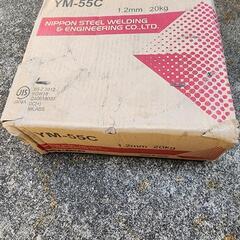 YM-55C
NIPPON STEEL WELDING
& ENGINEERING CO.,LTD.
1.2mm 20kg
JIS
YM-55C
1.2mm 20kg